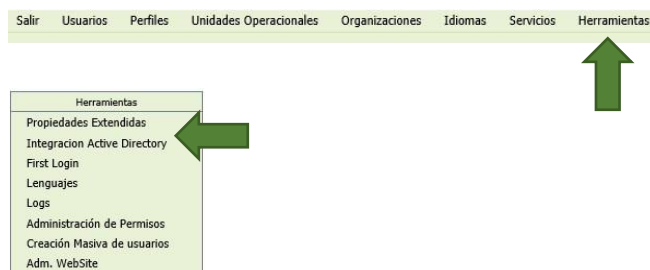 Salir Usuarios Perfiles Unidades Operacionales Organizaciones Idiomas Servicios Herramientas
Herramientas
Propiedades Extendidas
Integracion Active Directory
First Login
Lenguajes
Logs
Administración de Permisos
Creación Masiva de usuarios
Adm. WebSite